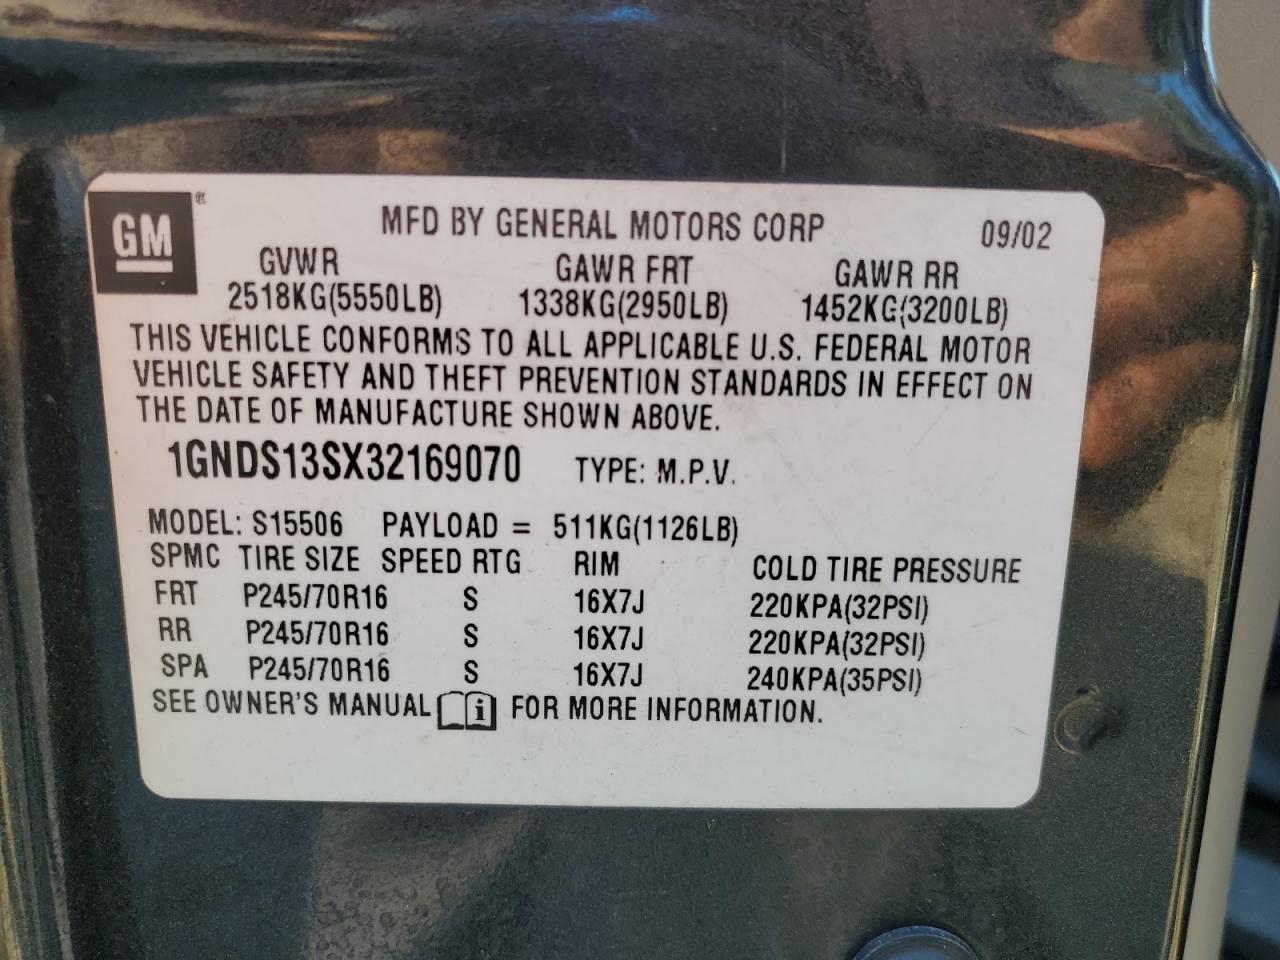 GM ®
MFD BY GENERAL MOTORS CORP 09/02
GVWR GAWR FRT GAWR RR
2518KG(5550LB) 1338KG(2950LB) 1452KG(3200LB)
THIS VEHICLE CONFORMS TO ALL APPLICABLE U.S. FEDERAL MOTOR
VEHICLE SAFETY AND THEFT PREVENTION STANDARDS IN EFFECT ON
THE DATE OF MANUFACTURE SHOWN ABOVE.
1GNDS13SX32169070 TYPE: M.P.V.
MODEL: S15506 PAYLOAD = 511KG(1126LB)
SPMC TIRE SIZE SPEED RTG RIM COLD TIRE PRESSURE
FRT P245/70R16 S 16X7J 220KPA(32PSI)
RR P245/70R16 S 16X7J 220KPA(32PSI)
SPA P245/70R16 S 16X7J 240KPA(35PSI)
SEE OWNER'S MANUAL i FOR MORE INFORMATION.